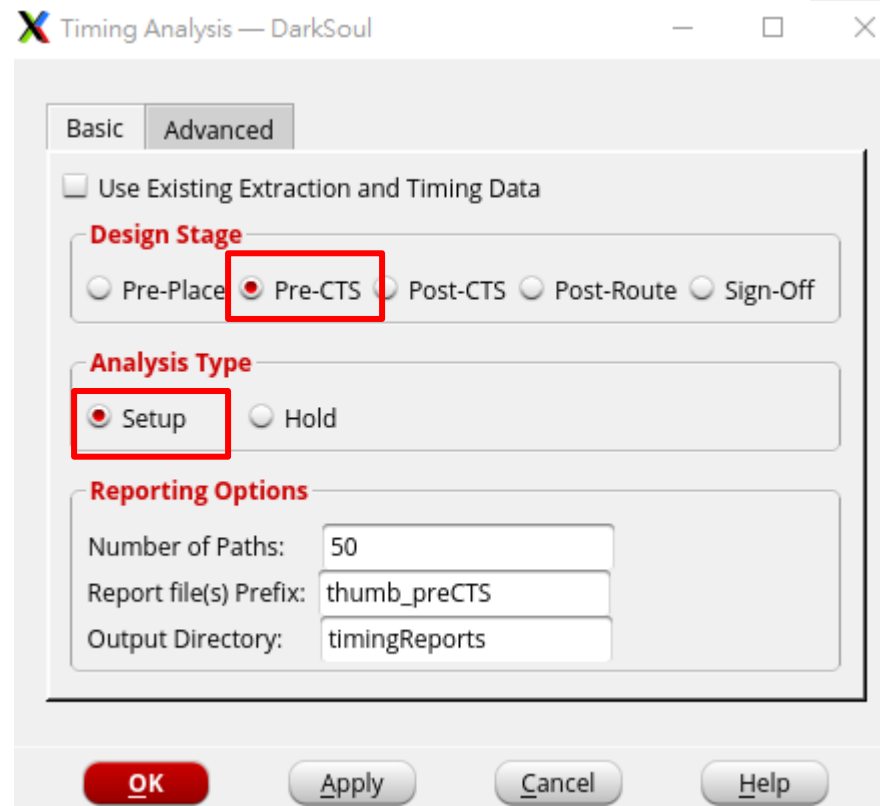 Timing Analysis — DarkSoul
Basic Advanced
Use Existing Extraction and Timing Data
Design Stage
Pre-Place Pre-CTS Post-CTS Post-Route Sign-Off
Analysis Type
Setup Hold
Reporting Options
Number of Paths: 50
Report file(s) Prefix: thumb_preCTS
Output Directory: timingReports
OK Apply Cancel Help